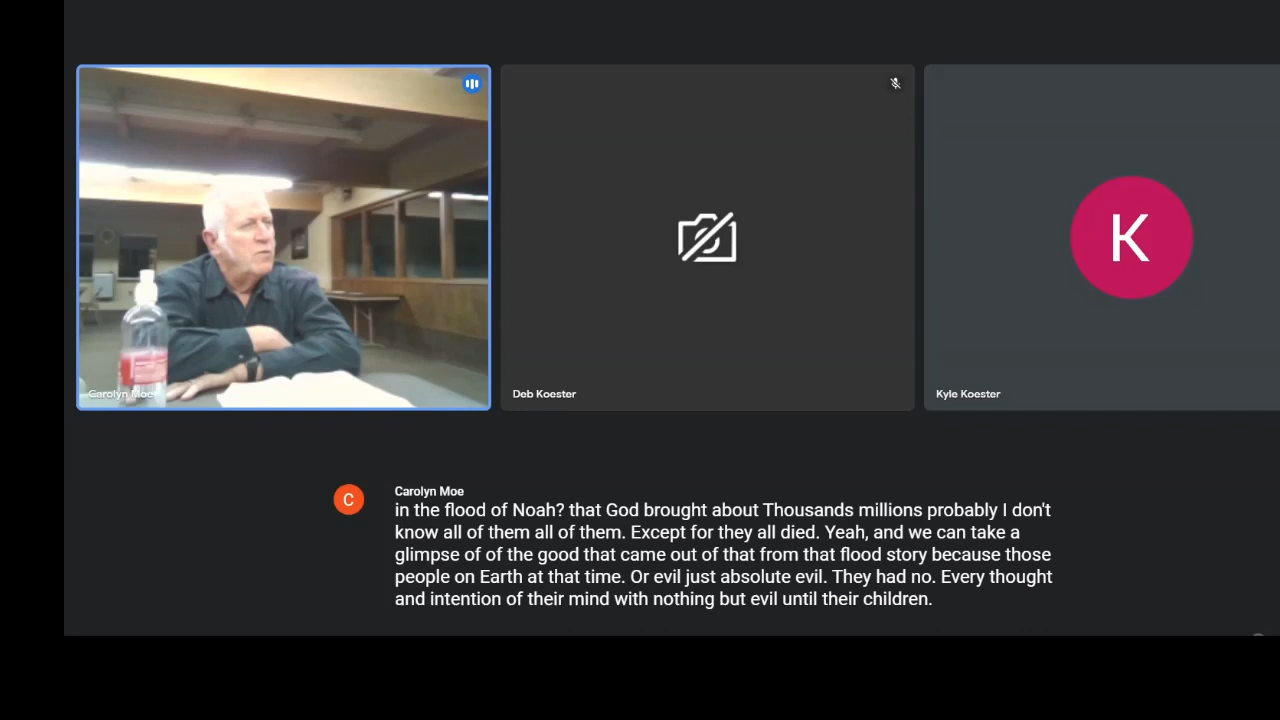 Carolyn Moe
Deb Koester
K
Kyle Koester
C
Carolyn Moe
in the flood of Noah? that God brought about Thousands millions probably I don't
know all of them all of them. Except for they all died. Yeah, and we can take a
glimpse of of the good that came out of that from that flood story because those
people on Earth at that time. Or evil just absolute evil. They had no. Every thought
and intention of their mind with nothing but evil until their children.